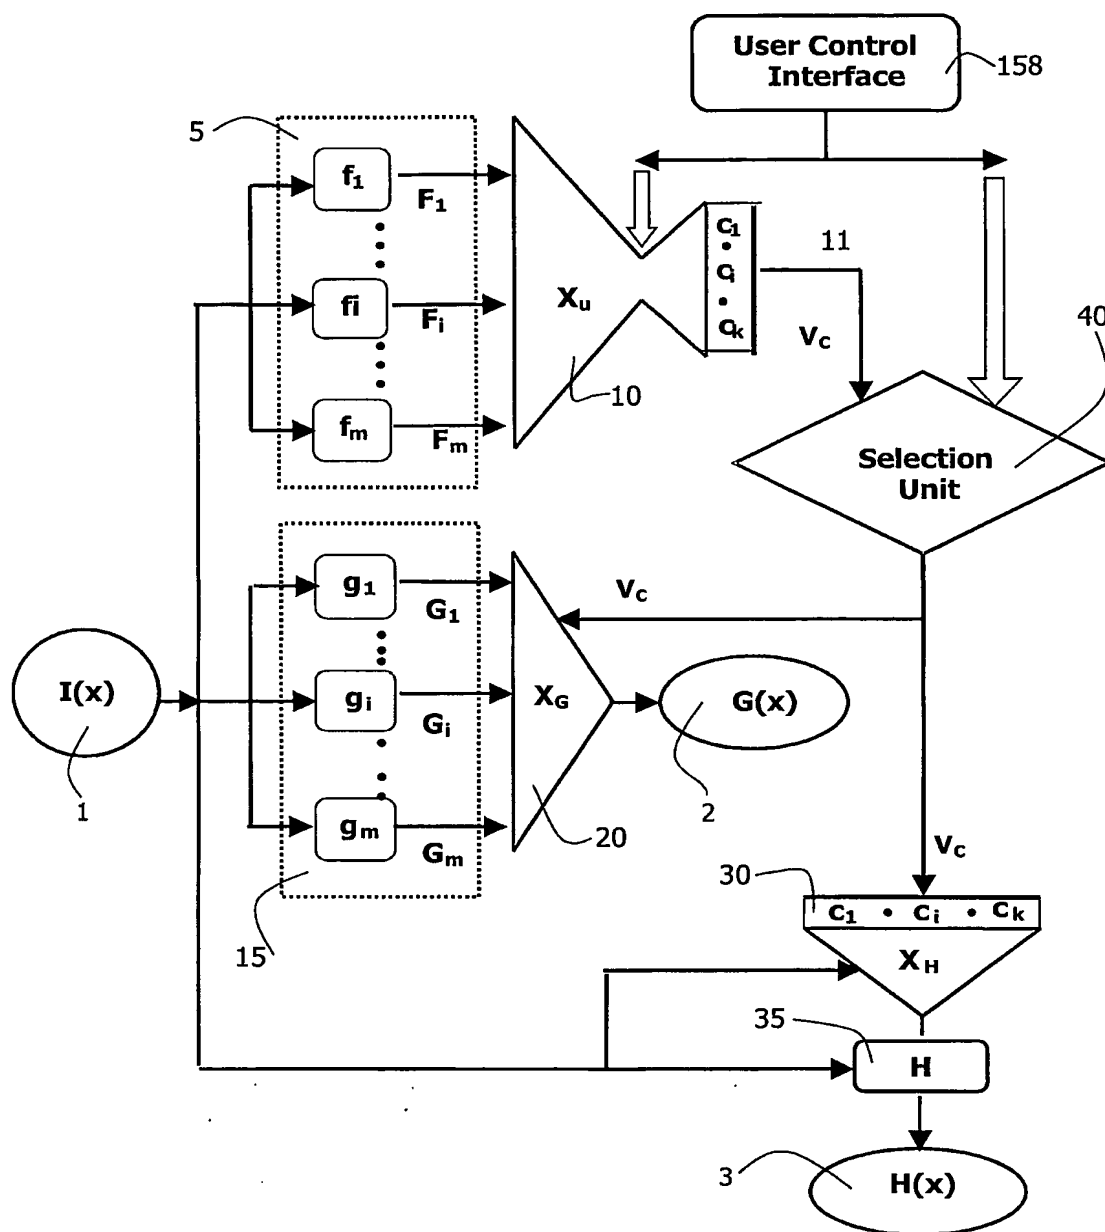 User Control
Interface
158
5
f1
F1
c1
11
fi
Fi
Xu
ci
ck
Vc
40
10
fm
Fm
Selection
Unit
g1
G1
Vc
I(x)
gi
Gi
XG
G(x)
1
2
gm
Gm
20
Vc
30
c1 • ci • ck
15
XH
35
H
3
H(x)